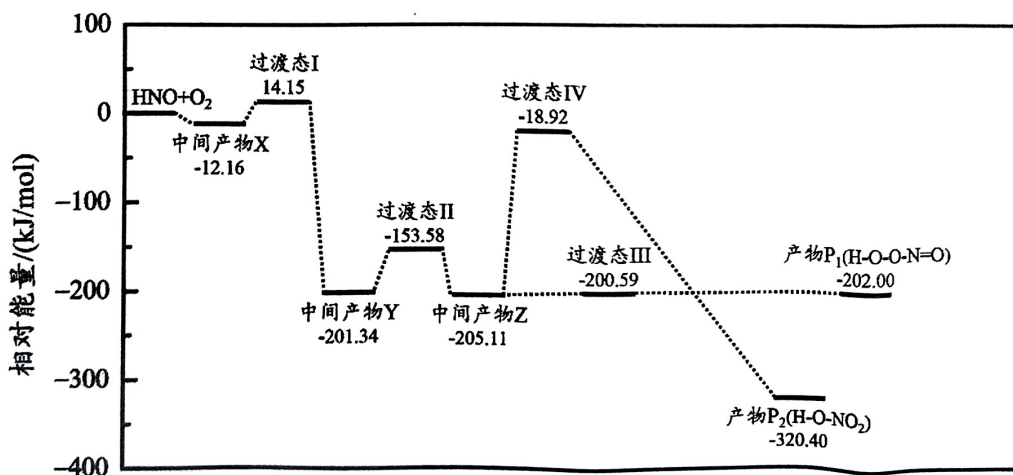 100
0
-100
-200
-300
-400
相对能量/(kJ/mol)
HNO+O₂
中间产物X
-12.16
过渡态I
14.15
中间产物Y
-201.34
过渡态II
-153.58
中间产物Z
-205.11
过渡态IV
-18.92
过渡态III
-200.59
产物P₁(H-O-O-N=O)
-202.00
产物P₂(H-O-NO₂)
-320.40